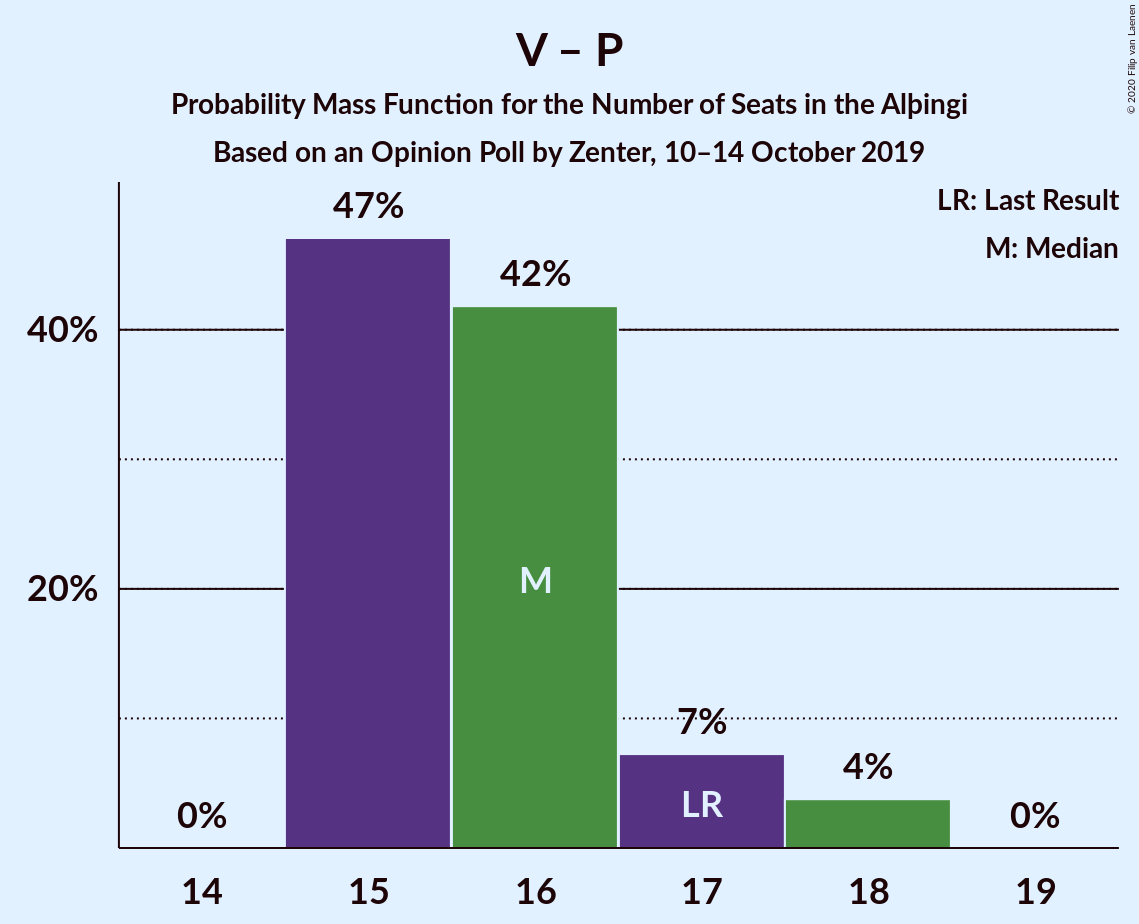 V – P
Probability Mass Function for the Number of Seats in the Alþingi
Based on an Opinion Poll by Zenter, 10–14 October 2019
© 2020 Filip van Laenen
LR: Last Result
M: Median
47%
42%
40%
M
20%
7%
4%
LR
0%
0%
14 15 16 17 18 19